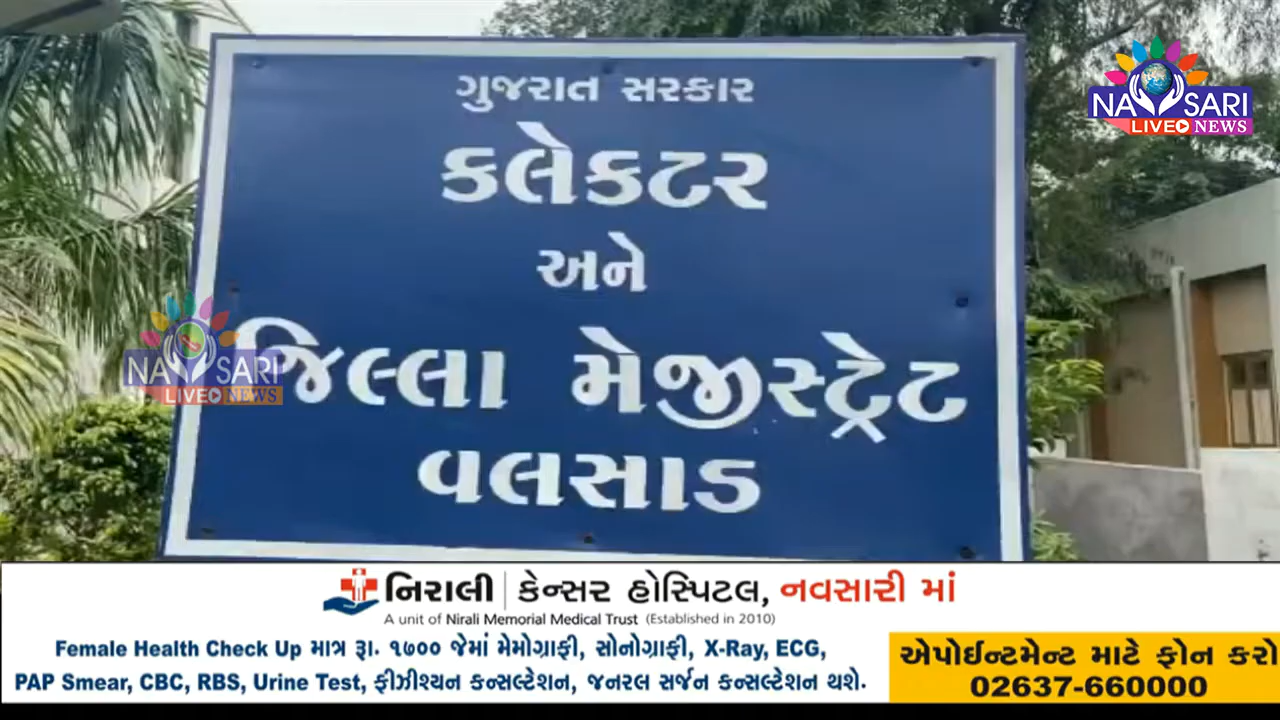 ગુજરાત સરકાર
કલેકટર
અને
જિલ્લા મેજીસ્ટ્રેટ
વલસાડ
NAVSARI
LIVE NEWS
NAVSARI
LIVE NEWS
નિરાલી | કેન્સર હોસ્પિટલ, નવસારી માં
A unit of Nirali Memorial Medical Trust (Established in 2010)
Female Health Check Up માત્ર રૂા. ૧૭૦૦ જેમાં મેમોગ્રાફી, સોનોગ્રાફી, X-Ray, ECG,
PAP Smear, CBC, RBS, Urine Test, ફીઝીશ્યન કન્સલ્ટેશન, જનરલ સર્જન કન્સલ્ટેશન થશે.
એપોઈન્ટમેન્ટ માટે ફોન કરો
02637-660000